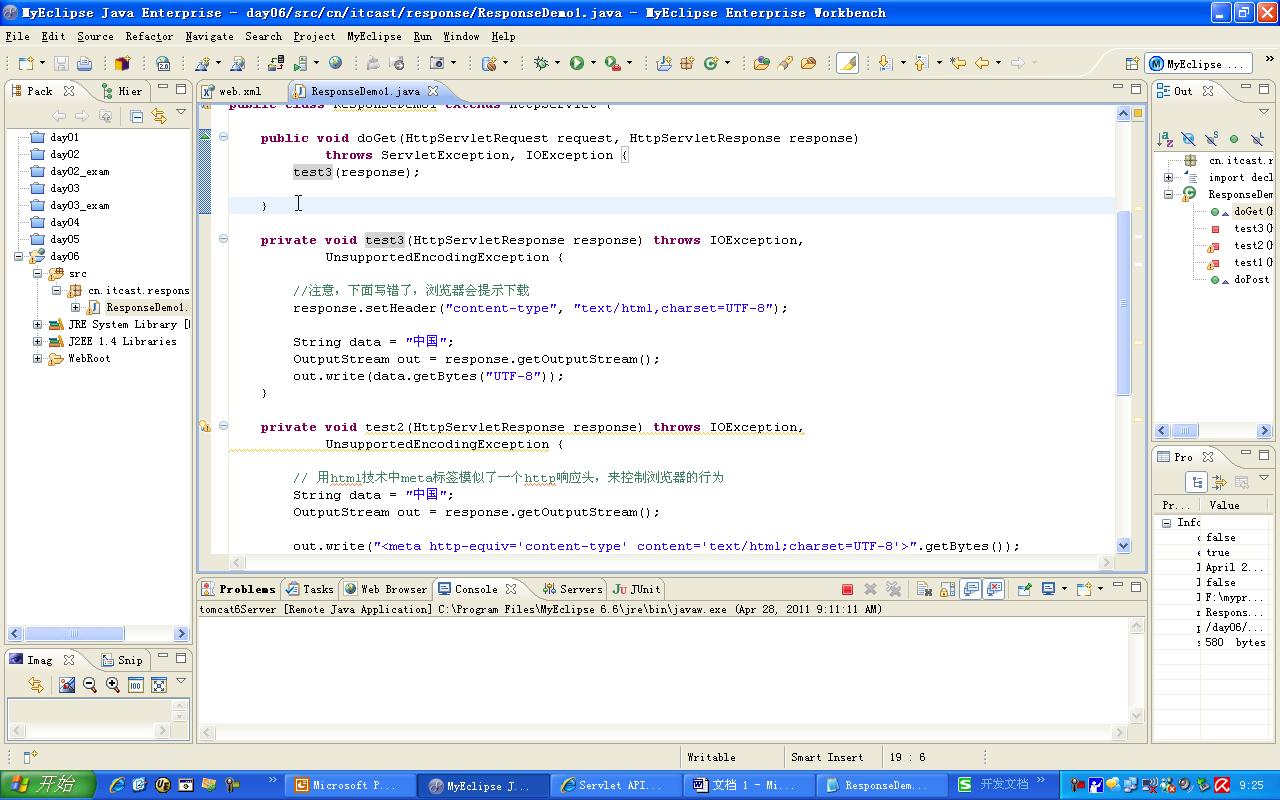 MyEclipse Java Enterprise - day06/src/cn/itcast/response/ResponseDemo1.java - MyEclipse Enterprise Workbench
File Edit Source Refactor Navigate Search Project MyEclipse Run Window Help
MyEclipse ...
Pack Hier
web.xml ResponseDemo1.java
Out
day01
day02
day02_exam
day03
day03_exam
day04
day05
day06
src
cn.itcast.respons
ResponseDemo1.
JRE System Library [
J2EE 1.4 Libraries
WebRoot
public class ResponseDemo1 extends HttpServlet {
public void doGet(HttpServletRequest request, HttpServletResponse response)
throws ServletException, IOException {
test3(response);
}
private void test3(HttpServletResponse response) throws IOException,
UnsupportedEncodingException {
//注意，下面写错了，浏览器会提示下载
response.setHeader("content-type", "text/html,charset=UTF-8");
String data = "中国";
OutputStream out = response.getOutputStream();
out.write(data.getBytes("UTF-8"));
}
private void test2(HttpServletResponse response) throws IOException,
UnsupportedEncodingException {
// 用html技术中meta标签模似了一个http响应头，来控制浏览器的行为
String data = "中国";
OutputStream out = response.getOutputStream();
out.write("<meta http-equiv='content-type' content='text/html;charset=UTF-8'>".getBytes());
cn.itcast.r
import decl
ResponseDem
doGet(
test3(
test2(
test1(
doPost
Pro
Pr... Value
Info
false
true
April 2...
false
F:\mypr...
Respons...
/day06/...
580 bytes
Problems Tasks Web Browser Console Servers JUnit
tomcat6Server [Remote Java Application] C:\Program Files\MyEclipse 6.6\jre\bin\javaw.exe (Apr 28, 2011 9:11:11 AM)
Imag Snip
Writable Smart Insert 19 : 6
开始 Microsoft P... MyEclipse J... Servlet API... 文档 1 - Mi... ResponseDem... 开发文档 9:25